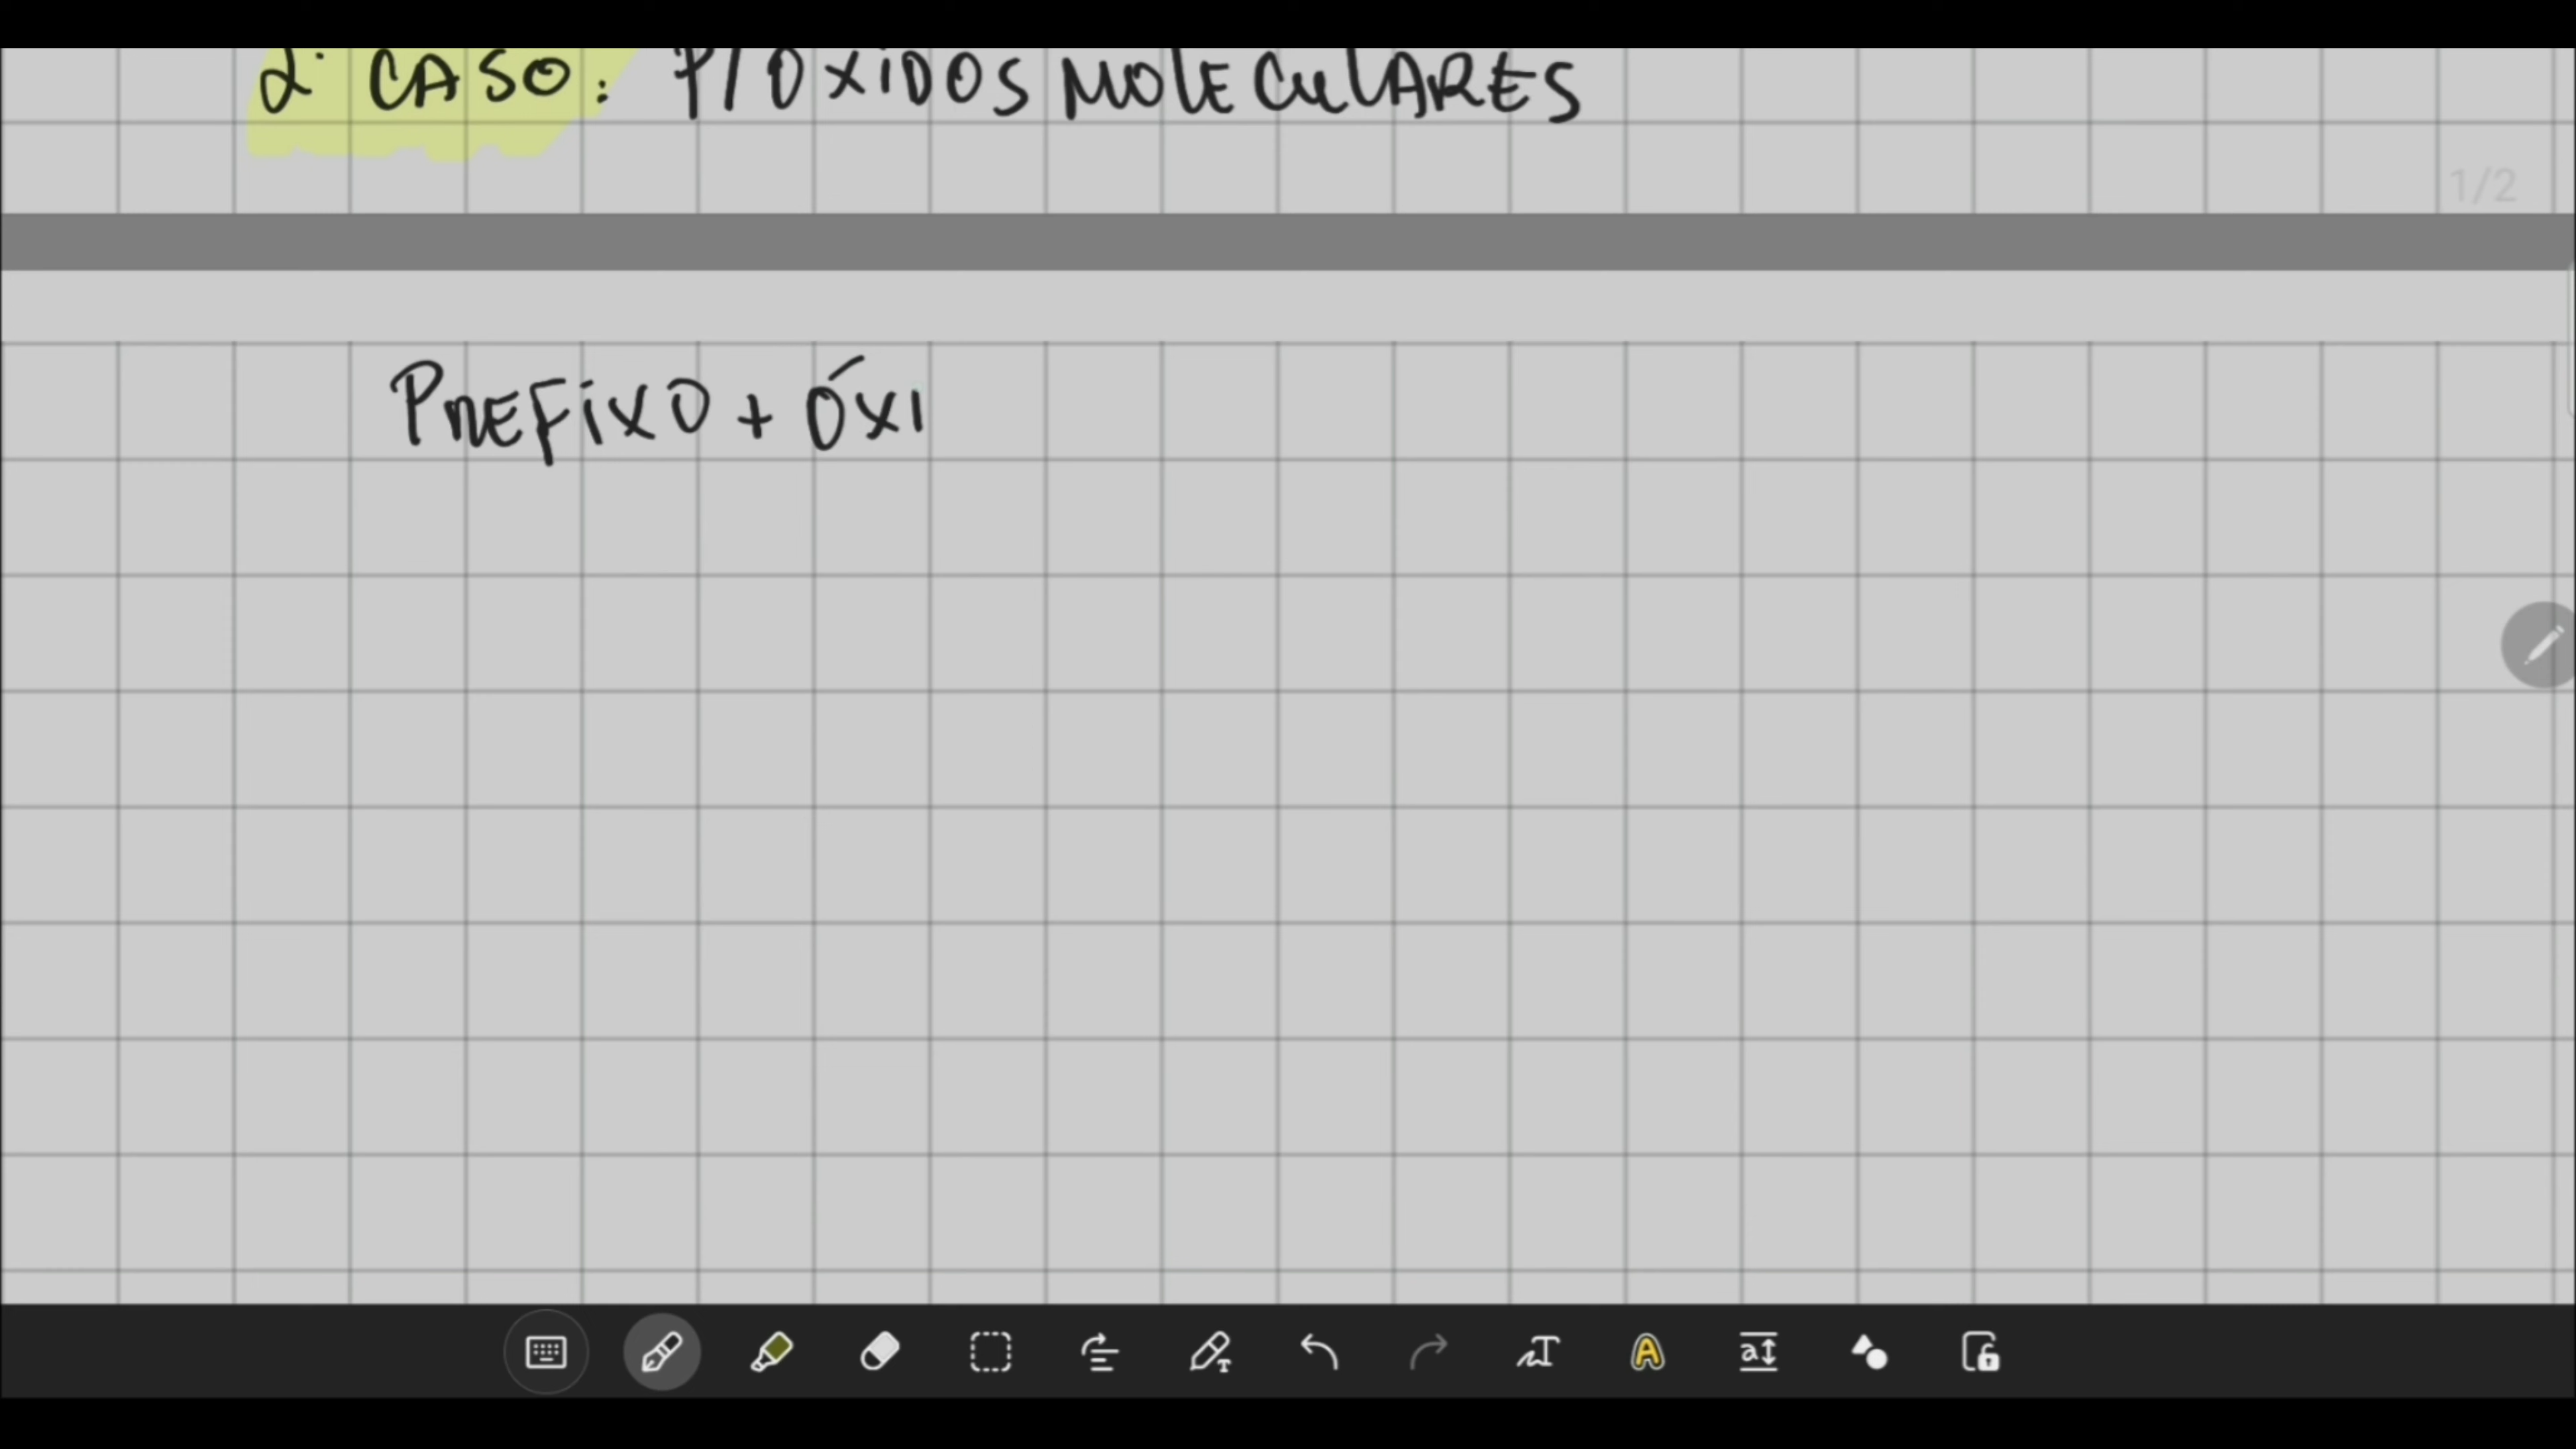 2º CASO: P/ ÓXIDOS MOLECULARES
1/2
PREFIXO + ÓXI